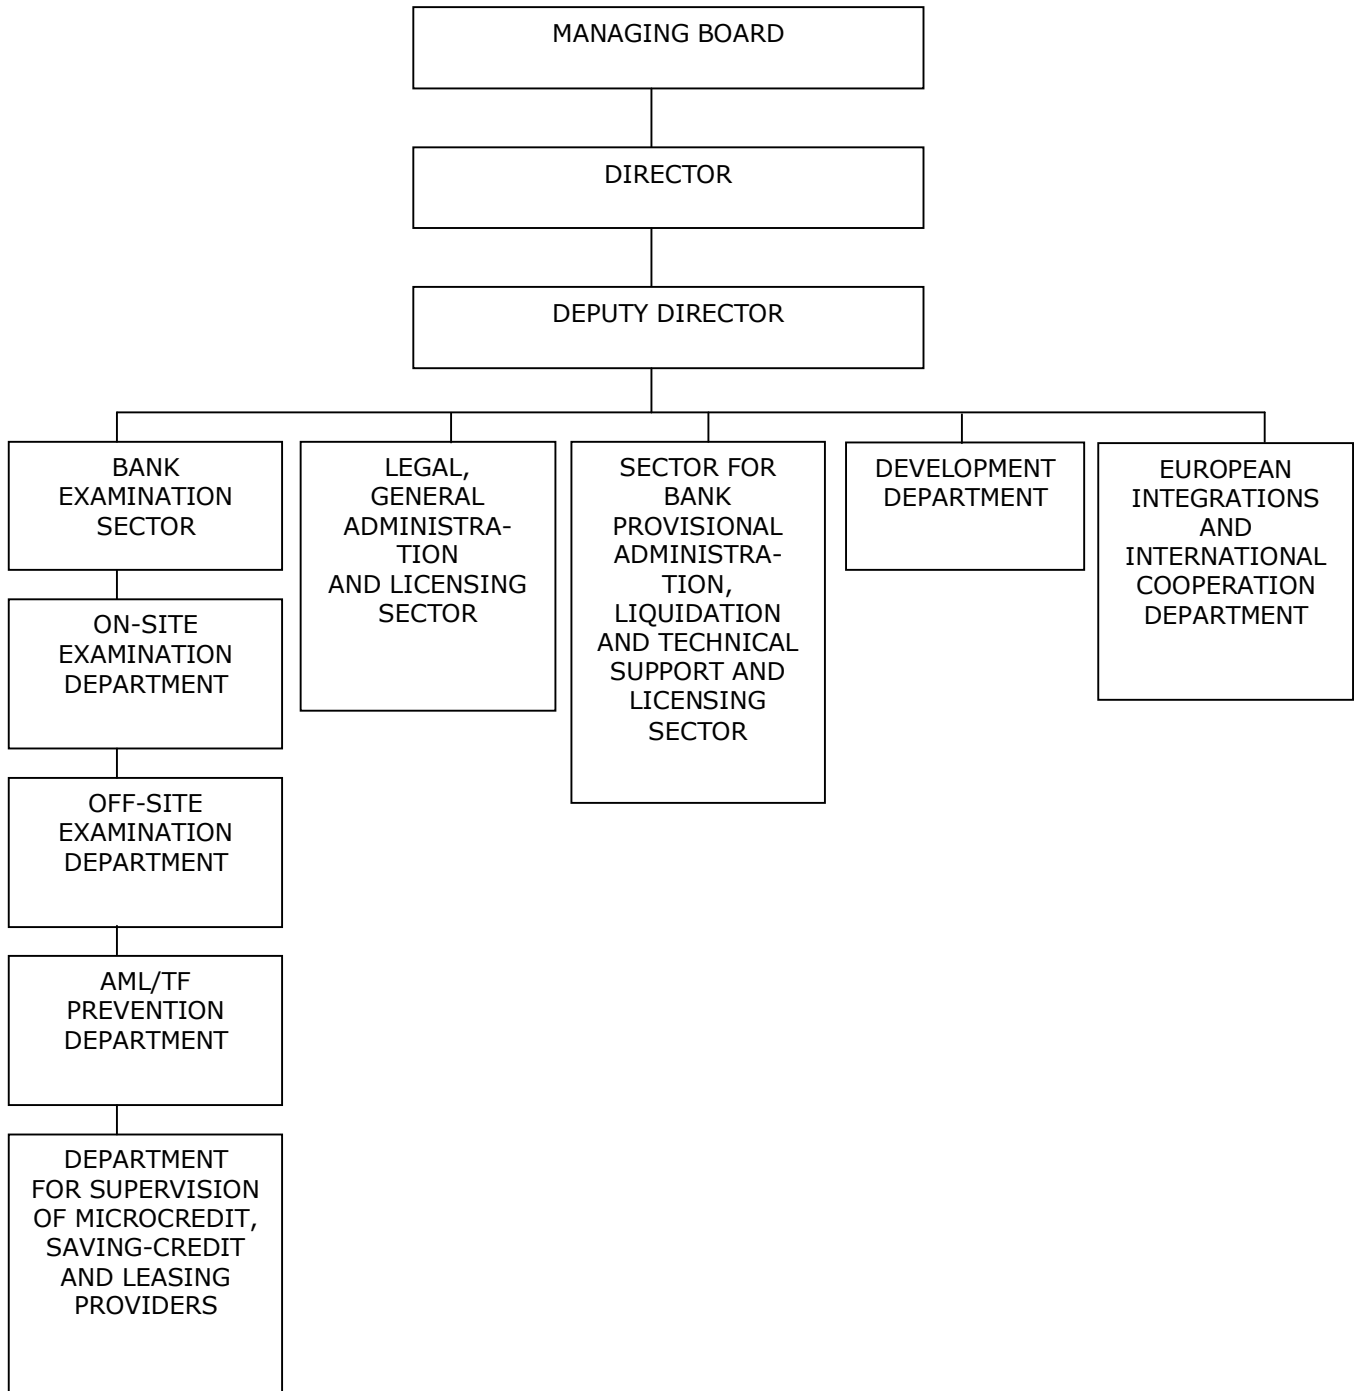 MANAGING BOARD
DIRECTOR
DEPUTY DIRECTOR
BANK
EXAMINATION
SECTOR
LEGAL,
GENERAL
ADMINISTRA-
TION
AND LICENSING
SECTOR
SECTOR FOR
BANK
PROVISIONAL
ADMINISTRA-
TION,
LIQUIDATION
AND TECHNICAL
SUPPORT AND
LICENSING
SECTOR
DEVELOPMENT
DEPARTMENT
EUROPEAN
INTEGRATIONS
AND
INTERNATIONAL
COOPERATION
DEPARTMENT
ON-SITE
EXAMINATION
DEPARTMENT
OFF-SITE
EXAMINATION
DEPARTMENT
AML/TF
PREVENTION
DEPARTMENT
DEPARTMENT
FOR SUPERVISION
OF MICROCREDIT,
SAVING-CREDIT
AND LEASING
PROVIDERS